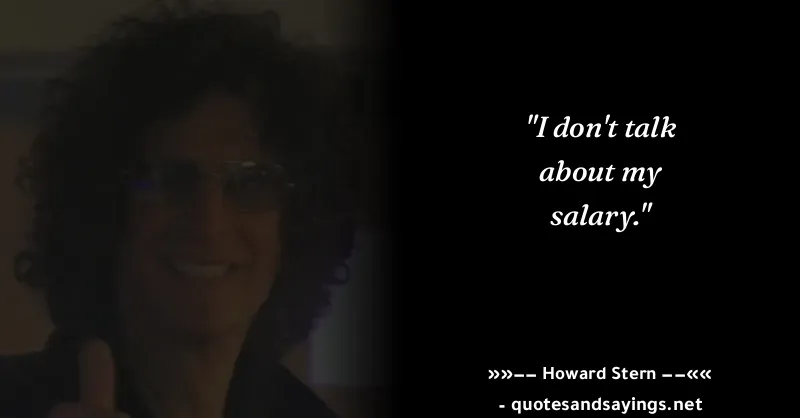 "I don't talk
about my
salary."
»»−− Howard Stern −−««
- quotesandsayings.net